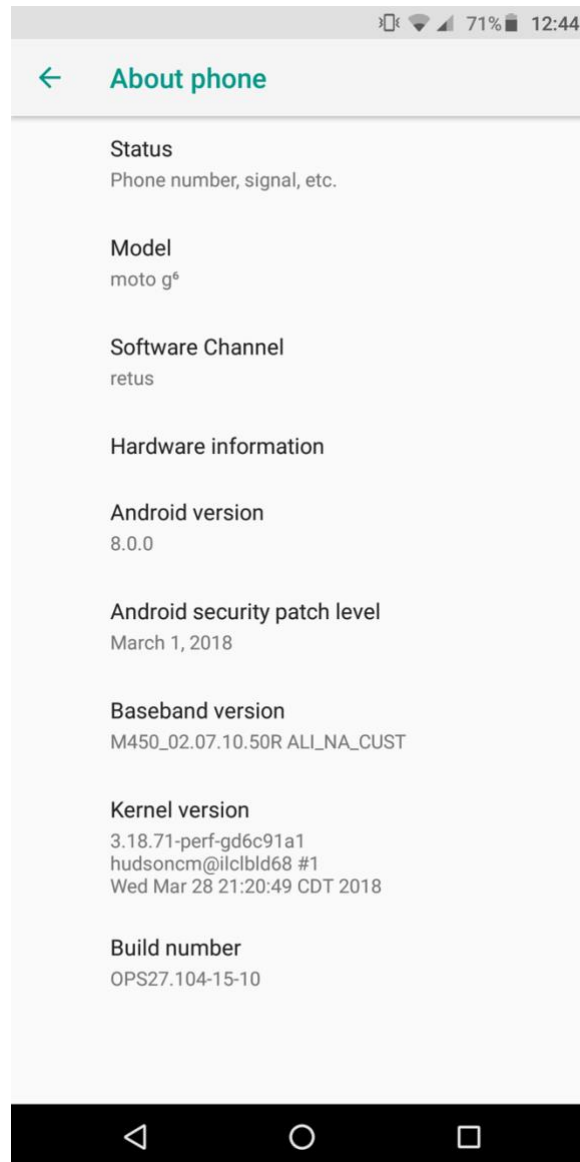 71% 12:44
About phone
Status
Phone number, signal, etc.
Model
moto g⁶
Software Channel
retus
Hardware information
Android version
8.0.0
Android security patch level
March 1, 2018
Baseband version
M450_02.07.10.50R ALI_NA_CUST
Kernel version
3.18.71-perf-gd6c91a1
hudsoncm@ilclbld68 #1
Wed Mar 28 21:20:49 CDT 2018
Build number
OPS27.104-15-10